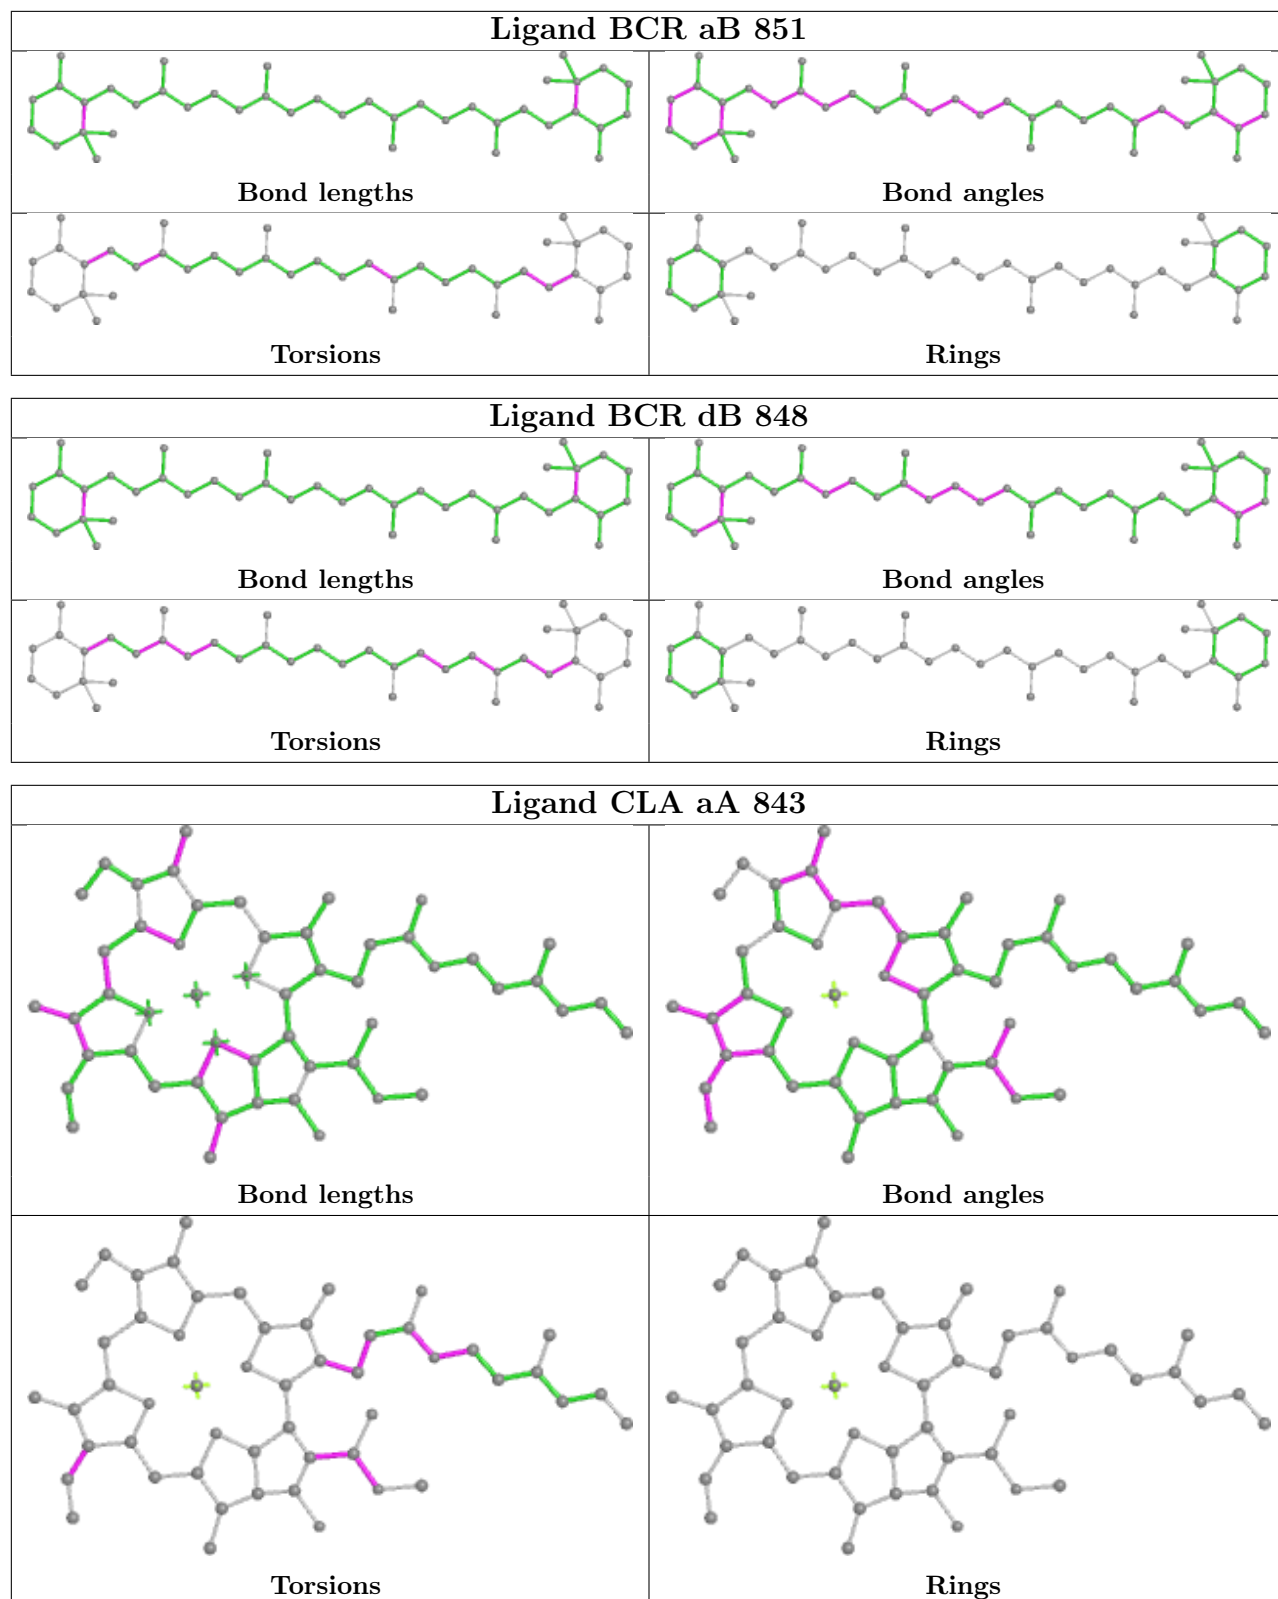 Ligand BCR aB 851
Bond lengths
Bond angles
Torsions
Rings
Ligand BCR dB 848
Bond lengths
Bond angles
Torsions
Rings
Ligand CLA aA 843
Bond lengths
Bond angles
Torsions
Rings